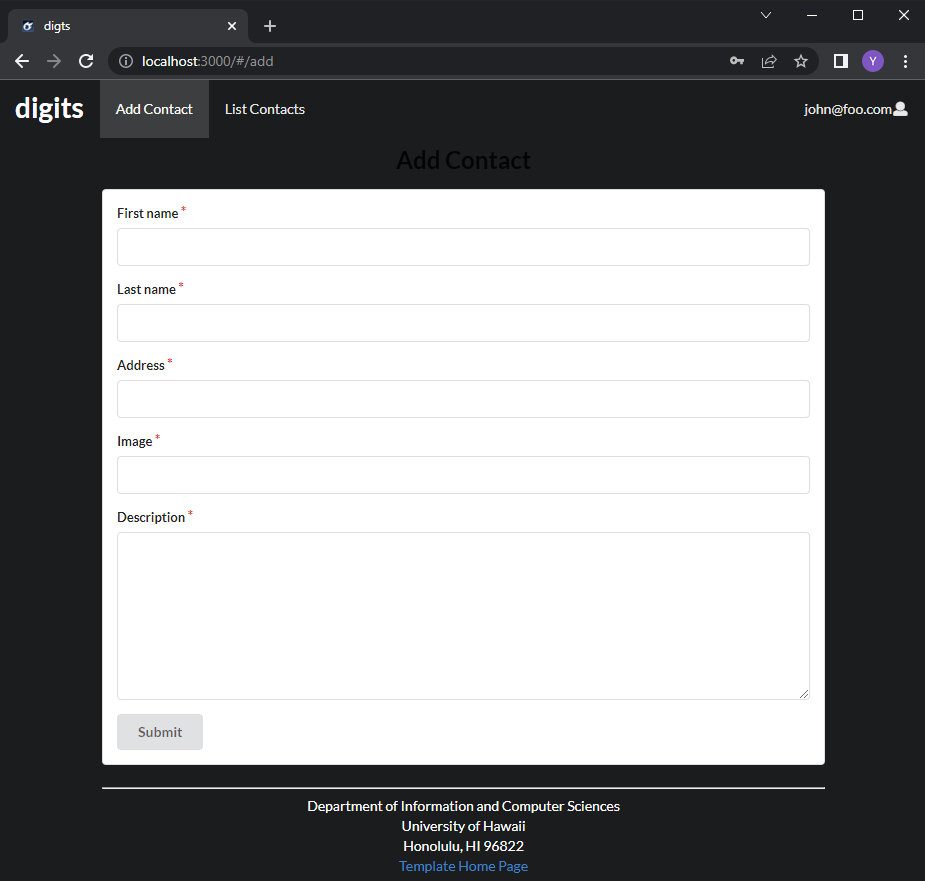 digits
localhost:3000/#/add
Y
digits
Add Contact
List Contacts
john@foo.com
Add Contact
First name *
Last name *
Address *
Image *
Description *
Submit
Department of Information and Computer Sciences
University of Hawaii
Honolulu, HI 96822
Template Home Page